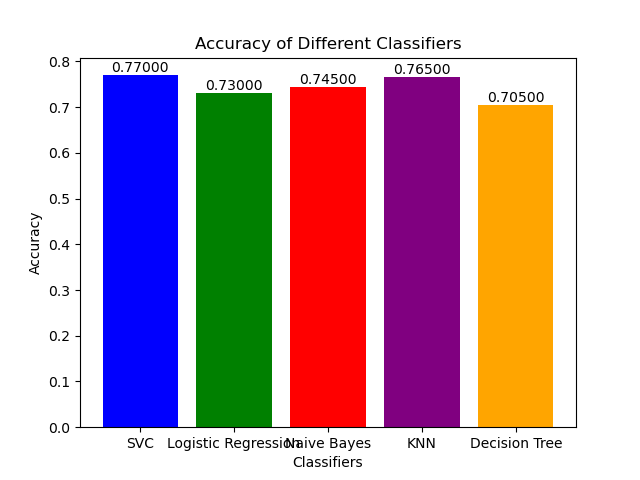 Accuracy of Different Classifiers
0.8
0.7
0.6
0.5
0.4
0.3
0.2
0.1
0.0
Accuracy
0.77000
0.73000
0.74500
0.76500
0.70500
SVC
Logistic Regression
Naive Bayes
KNN
Decision Tree
Classifiers